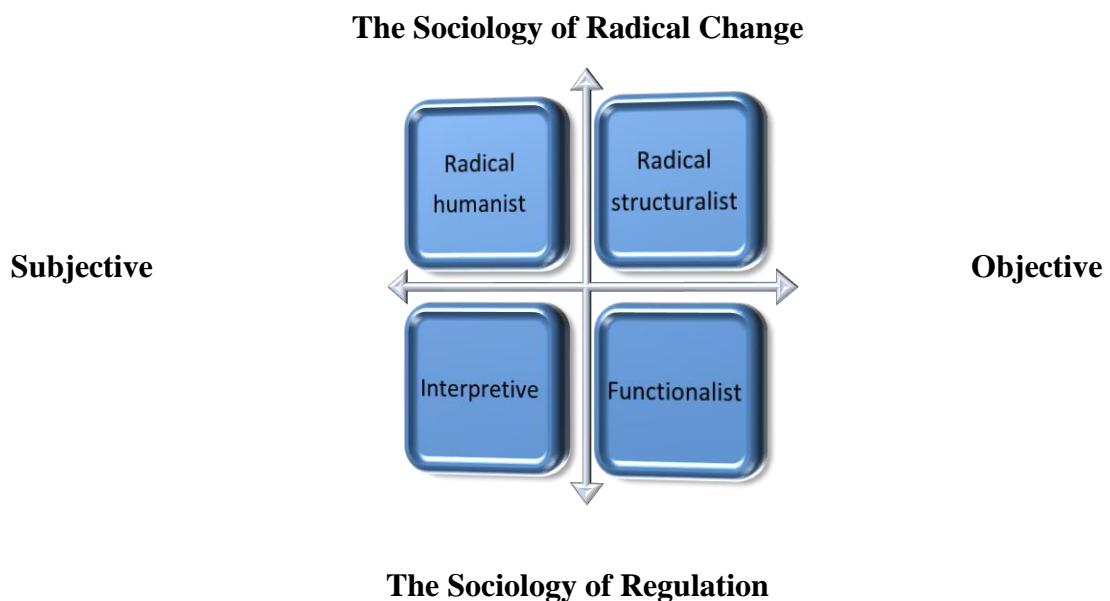 The Sociology of Radical Change
Radical
humanist
Radical
structuralist
Subjective
Objective
Interpretive
Functionalist
The Sociology of Regulation